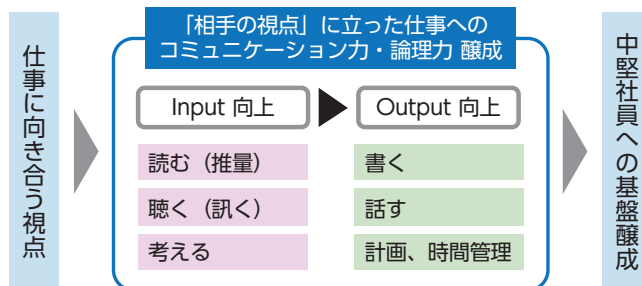 仕事に向き合う視点
「相手の視点」に立った仕事への
コミュニケーション力・論理力 醸成
Input 向上
Output 向上
読む（推量）
聴く（訊く）
考える
書く
話す
計画、時間管理
中堅社員への基盤醸成